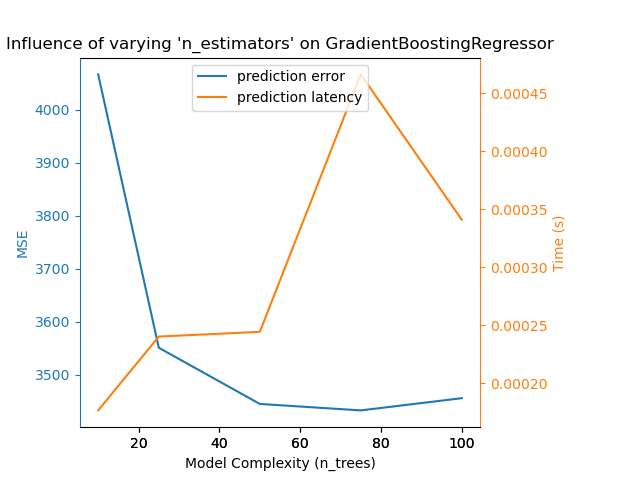 Influence of varying 'n_estimators' on GradientBoostingRegressor
prediction error
prediction latency
4000
3900
3800
3700
3600
3500
MSE
0.00045
0.00040
0.00035
0.00030
0.00025
0.00020
Time (s)
20 40 60 80 100
Model Complexity (n_trees)